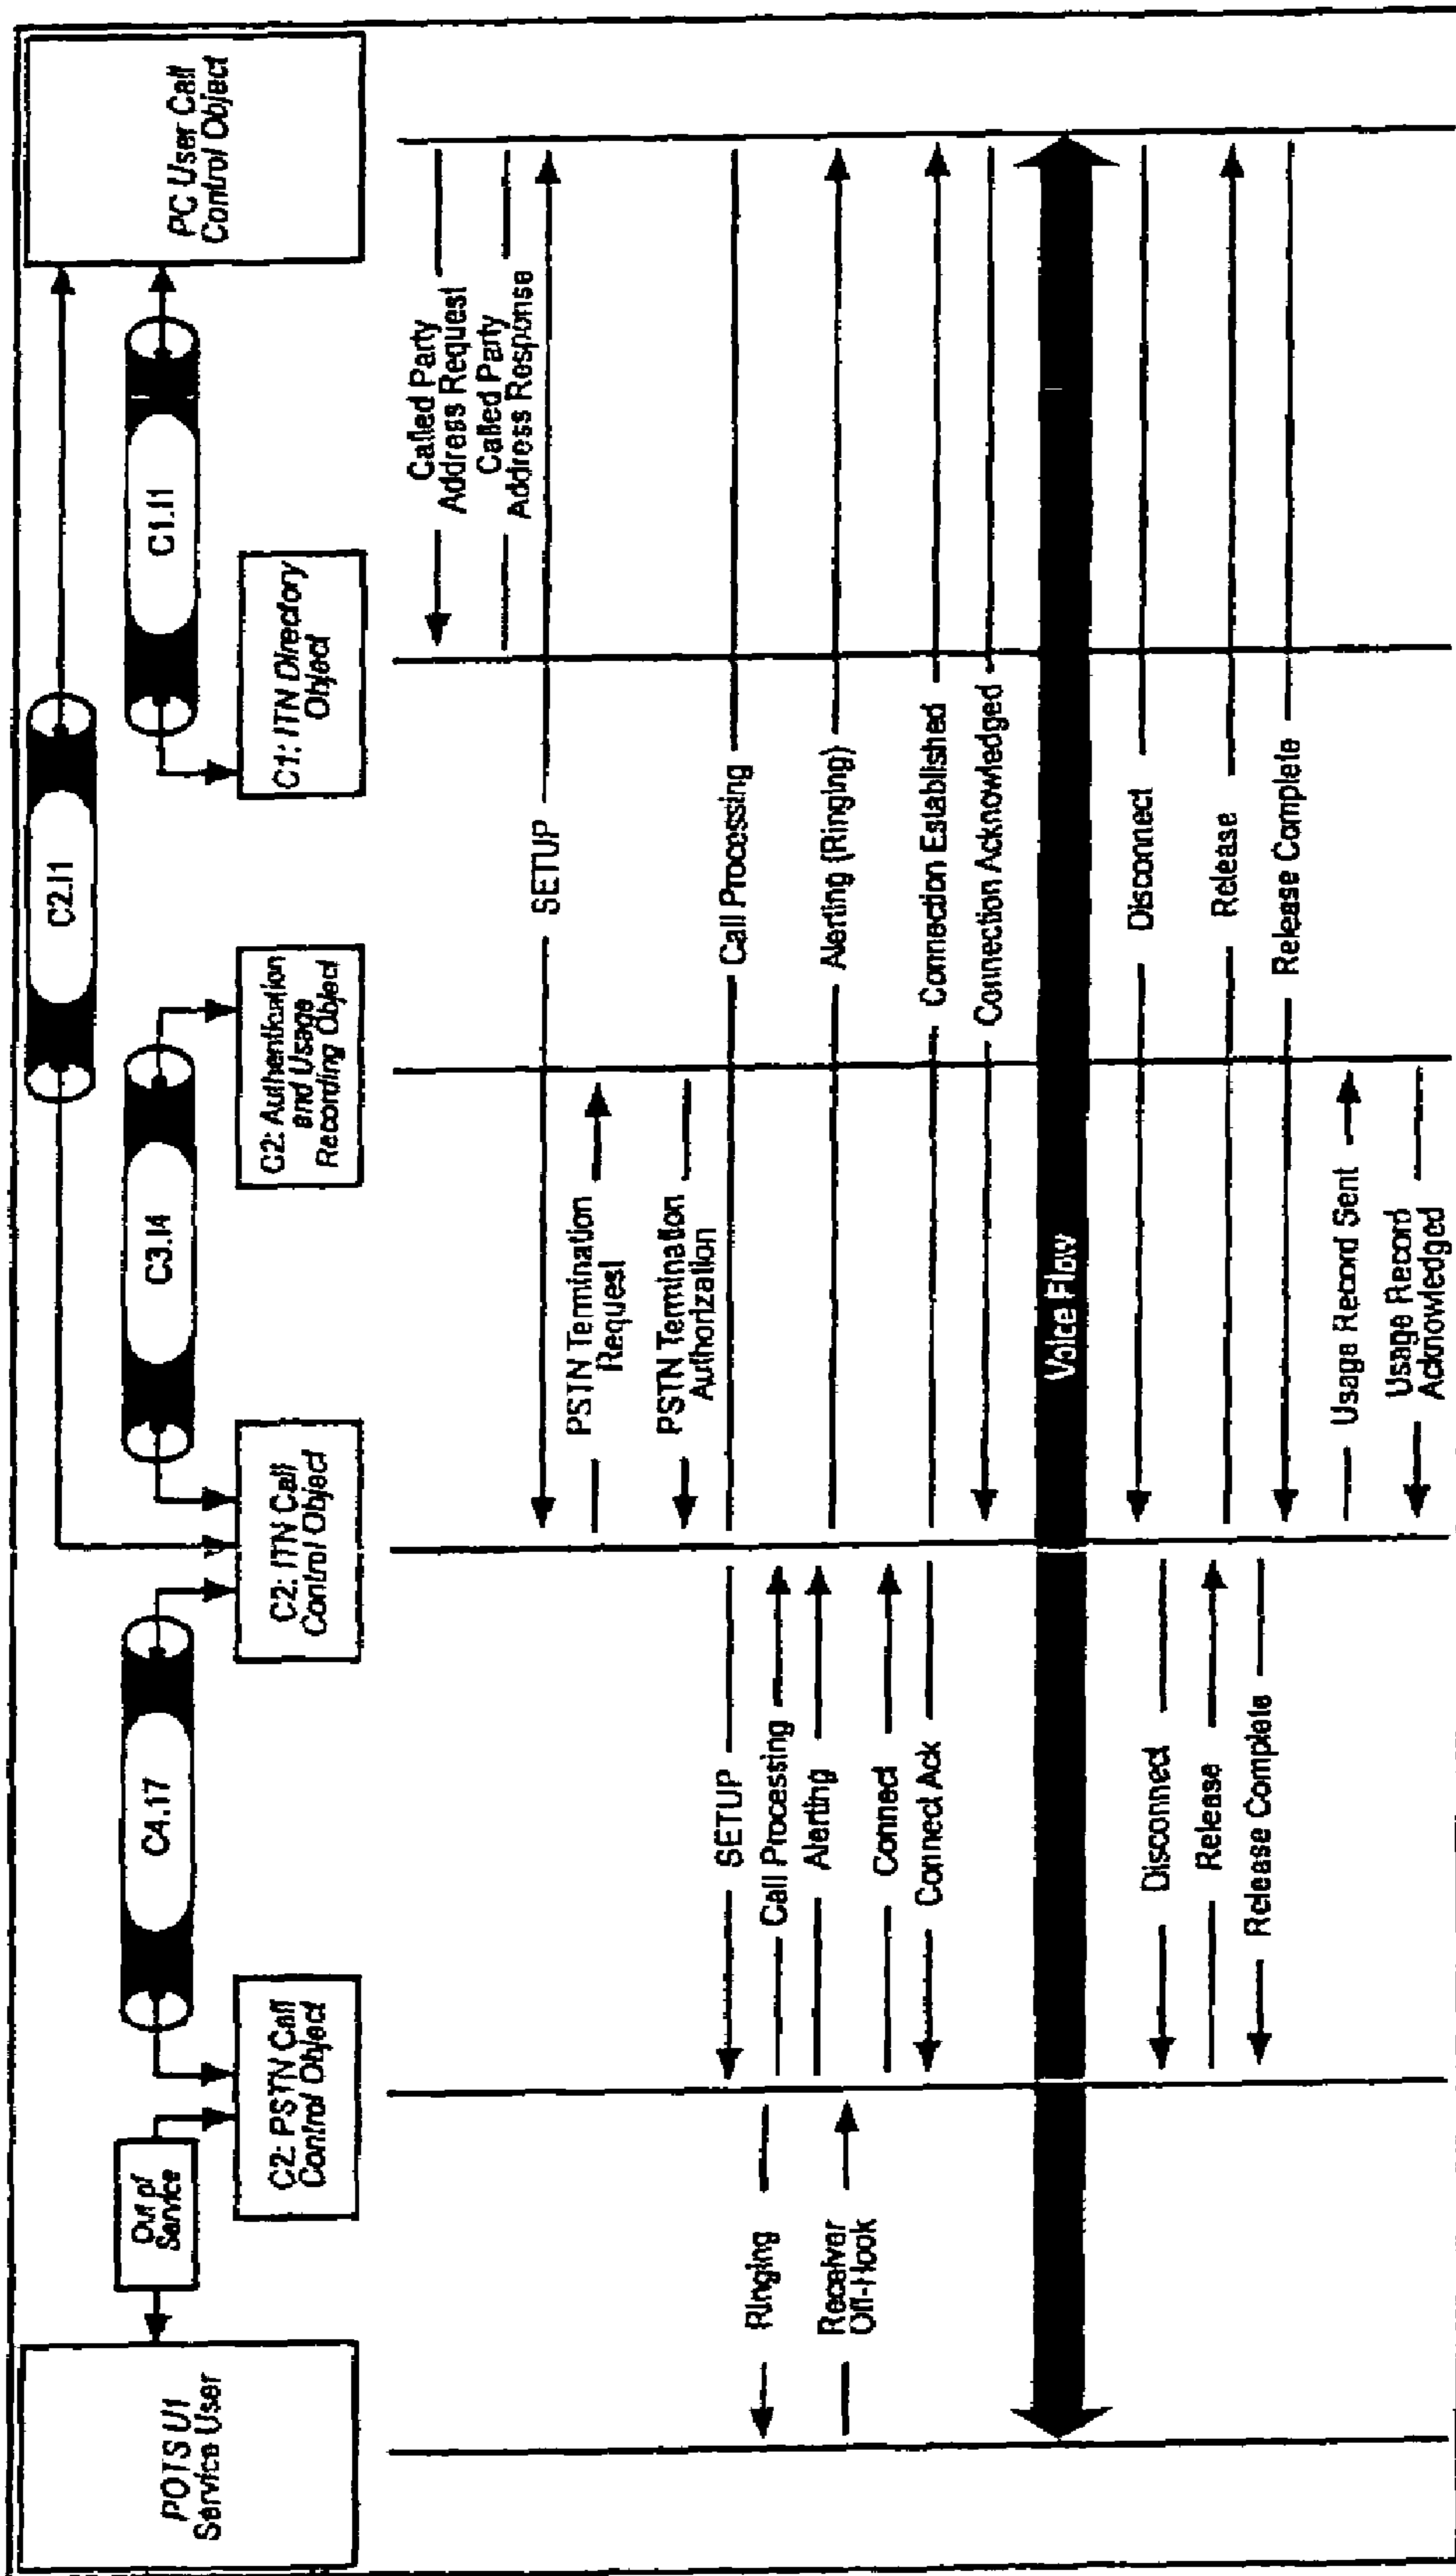 POTS U1
Service User
Out of
Service
C4.17
C3.I4
C2.I1
C1.I1
PC User Call
Control Object
C2: PSTN Call
Control Object
C2: ITN Call
Control Object
C2: Authentication
and Usage
Recording Object
C1: ITN Directory
Object
Called Party
Address Request
Called Party
Address Response
SETUP
PSTN Termination
Request
PSTN Termination
Authorization
SETUP
Call Processing
Ringing
Call Processing
Alerting
Alerting (Ringing)
Receiver
Off-Hook
Connect
Connection Established
Connect Ack
Connection Acknowledged
Voice Flow
Disconnect
Disconnect
Release
Release
Release Complete
Release Complete
Usage Record Sent
Usage Record
Acknowledged